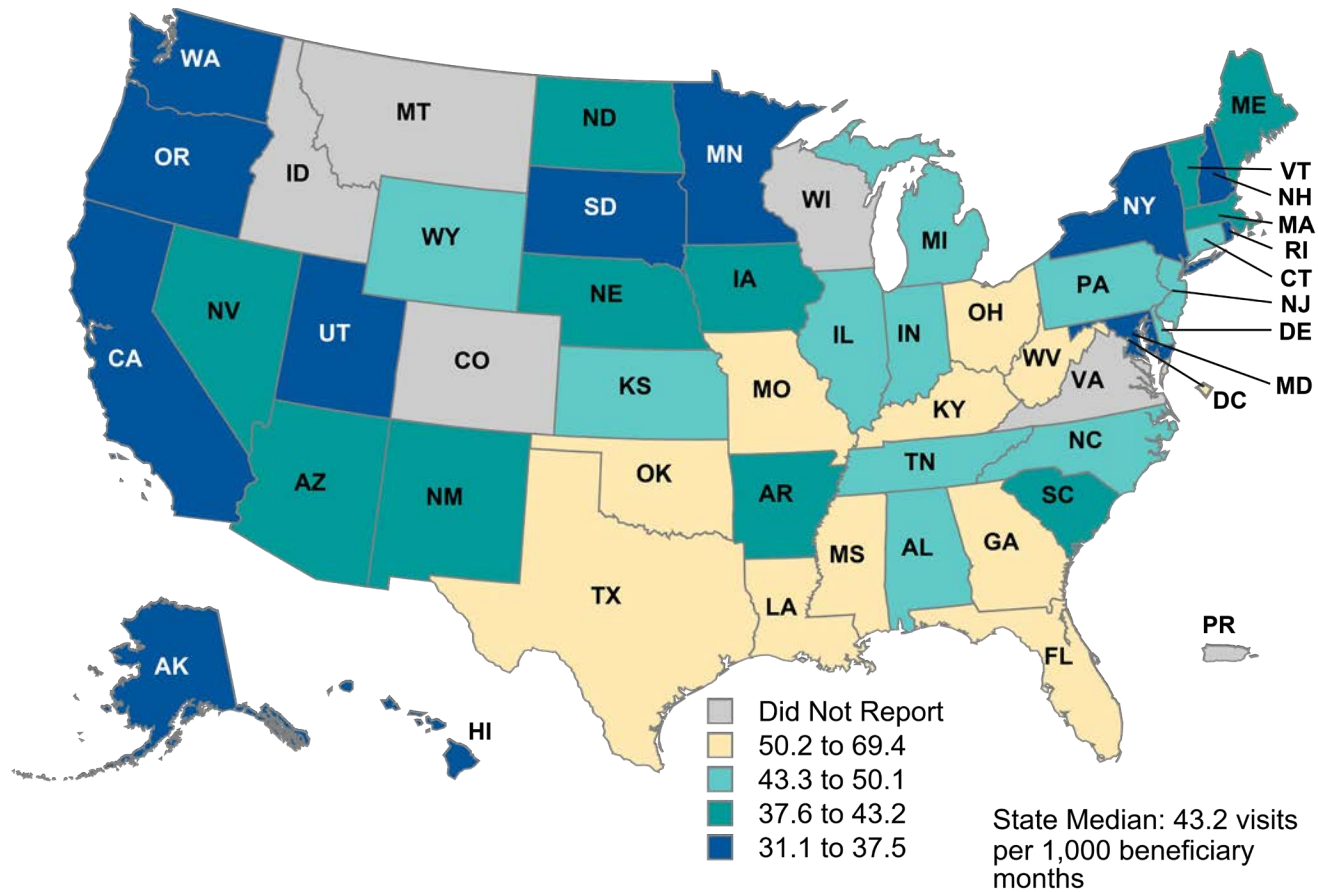 WA
MT
ND
ME
OR
ID
MN
VT
NH
MA
RI
CT
NJ
DE
MD
DC
SD
WI
NY
WY
MI
PA
NV
UT
NE
IA
IL
IN
OH
CA
CO
KS
MO
WV
VA
KY
NC
TN
AZ
NM
OK
AR
SC
MS
AL
GA
TX
LA
FL
PR
AK
HI
Did Not Report
50.2 to 69.4
43.3 to 50.1
37.6 to 43.2
31.1 to 37.5
State Median: 43.2 visits
per 1,000 beneficiary
months